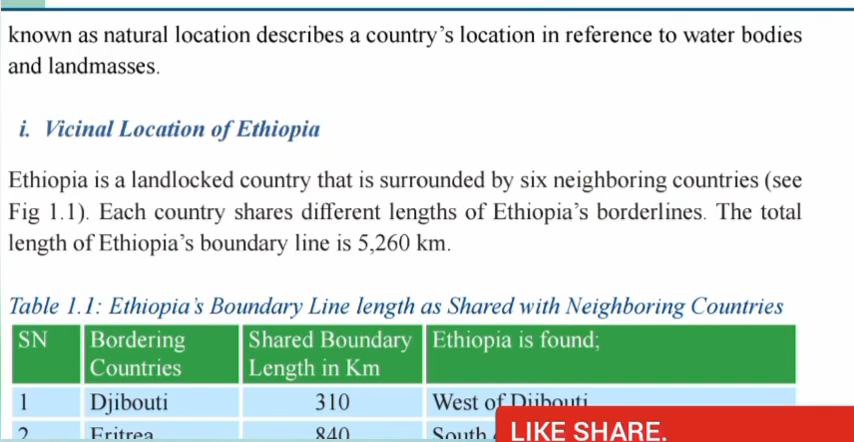 known as natural location describes a country's location in reference to water bodies
and landmasses.
i. Vicinal Location of Ethiopia
Ethiopia is a landlocked country that is surrounded by six neighboring countries (see
Fig 1.1). Each country shares different lengths of Ethiopia's borderlines. The total
length of Ethiopia's boundary line is 5,260 km.
Table 1.1: Ethiopia's Boundary Line length as Shared with Neighboring Countries
SN Bordering Countries Shared Boundary Length in Km Ethiopia is found;
1 Djibouti 310 West of Djibouti
2 Eritrea 840 South
LIKE SHARE.